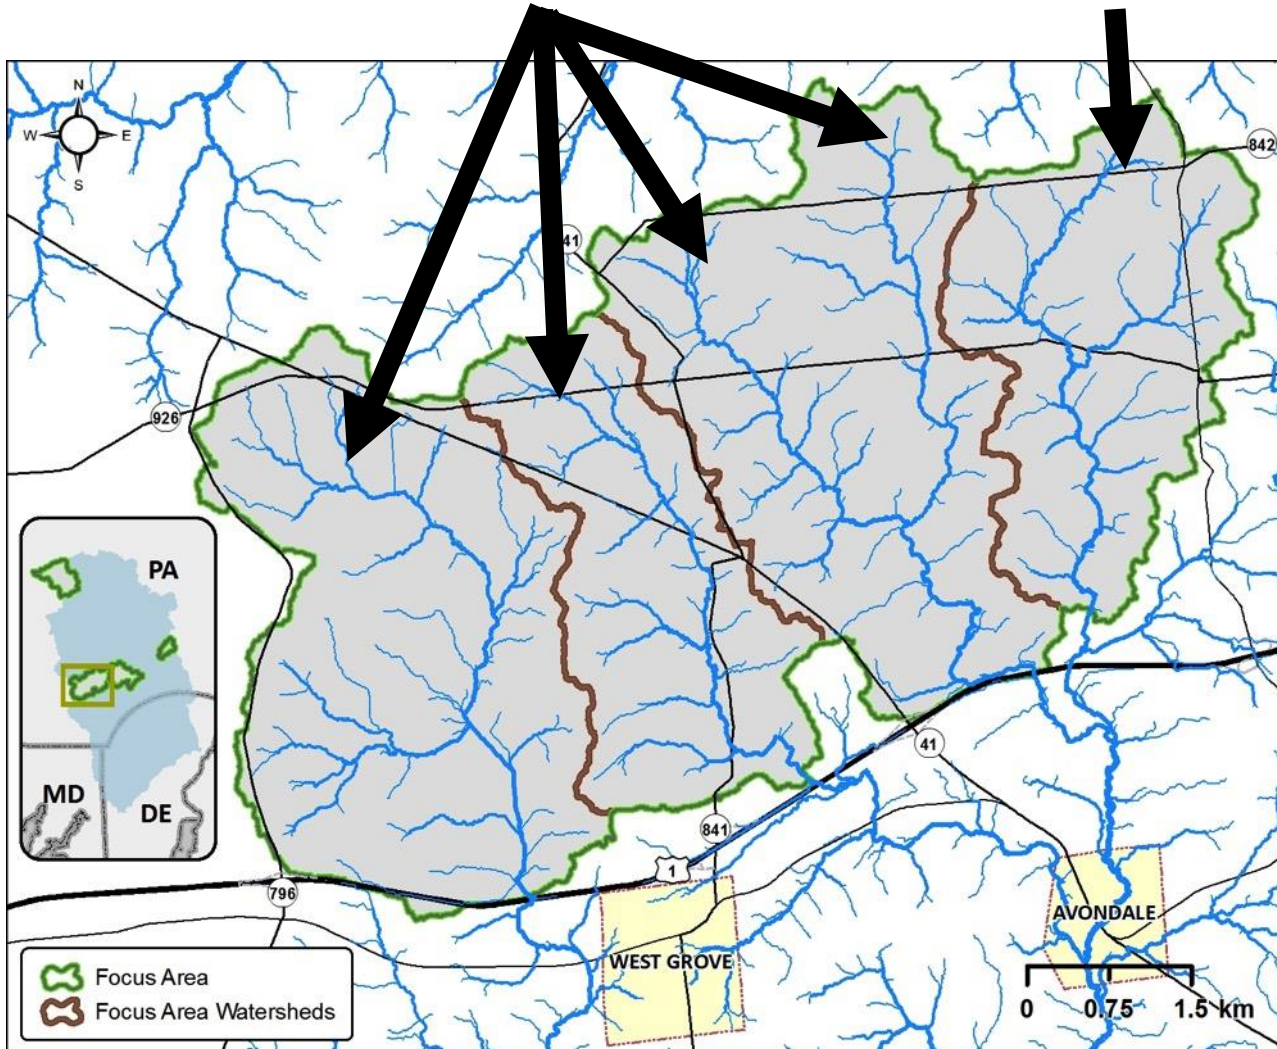 N
W E
S
842
41
926
PA
MD
DE
41
841
1
796
AVONDALE
WEST GROVE
Focus Area
Focus Area Watersheds
0 0.75 1.5 km